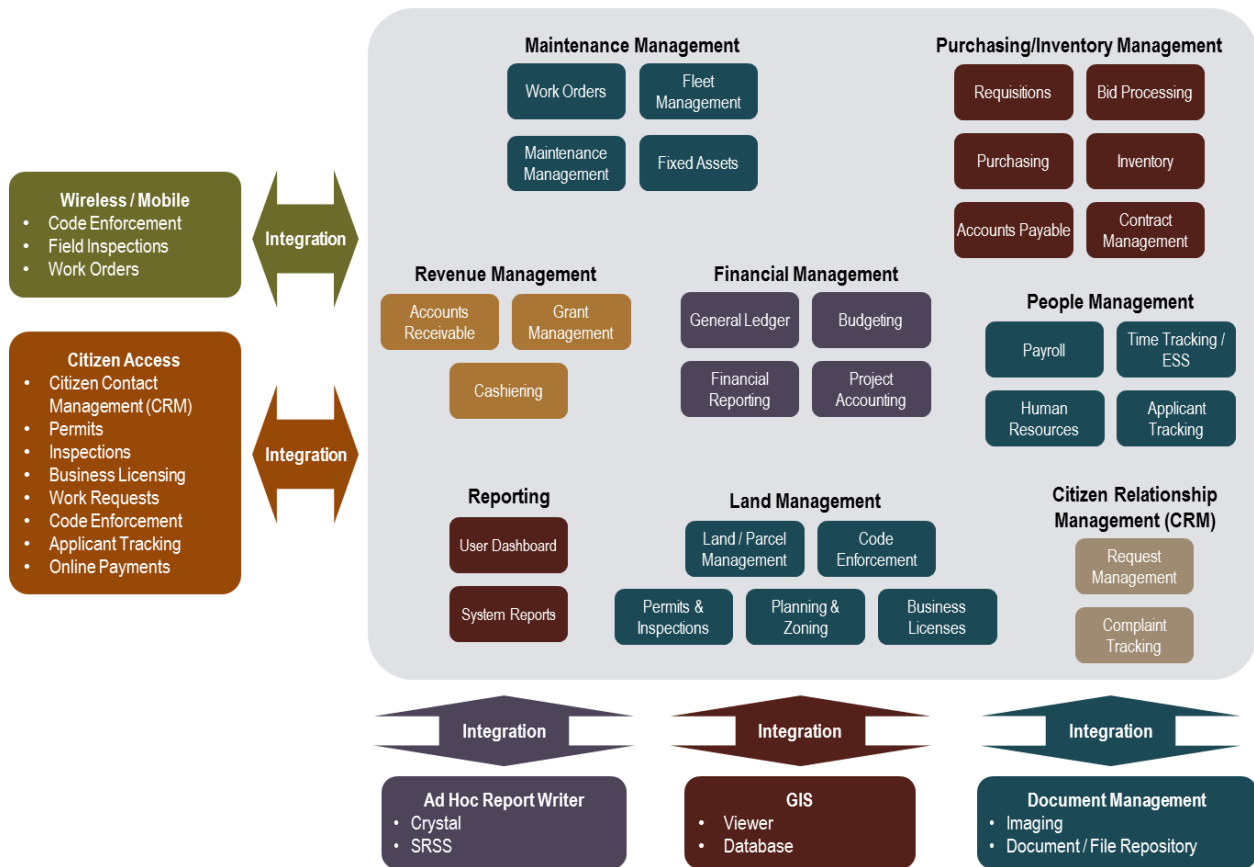 Maintenance Management
Work Orders
Fleet
Management
Maintenance
Management
Fixed Assets
Purchasing/Inventory Management
Requisitions
Bid Processing
Purchasing
Inventory
Accounts Payable
Contract
Management
Wireless / Mobile
• Code Enforcement
• Field Inspections
• Work Orders
Integration
Citizen Access
• Citizen Contact
Management (CRM)
• Permits
• Inspections
• Business Licensing
• Work Requests
• Code Enforcement
• Applicant Tracking
• Online Payments
Integration
Revenue Management
Accounts
Receivable
Grant
Management
Cashiering
Financial Management
General Ledger
Budgeting
Financial
Reporting
Project
Accounting
People Management
Payroll
Time Tracking /
ESS
Human
Resources
Applicant
Tracking
Reporting
User Dashboard
System Reports
Land Management
Land / Parcel
Management
Code
Enforcement
Permits &
Inspections
Planning &
Zoning
Business
Licenses
Citizen Relationship
Management (CRM)
Request
Management
Complaint
Tracking
Integration
Integration
Integration
Ad Hoc Report Writer
• Crystal
• SRSS
GIS
• Viewer
• Database
Document Management
• Imaging
• Document / File Repository